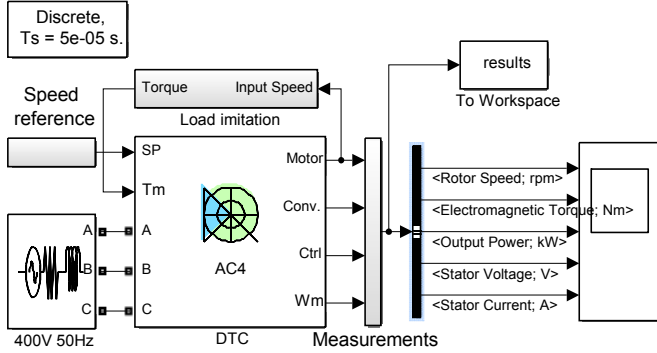 Discrete,
Ts = 5e-05 s.
results
To Workspace
Torque
Input Speed
Load imitation
Speed
reference
SP
Tm
Motor
Conv.
Ctrl
Wm
A
B
C
A
B
C
AC4
DTC
400V 50Hz
Measurements
<Rotor Speed; rpm>
<Electromagnetic Torque; Nm>
<Output Power; kW>
<Stator Voltage; V>
<Stator Current; A>